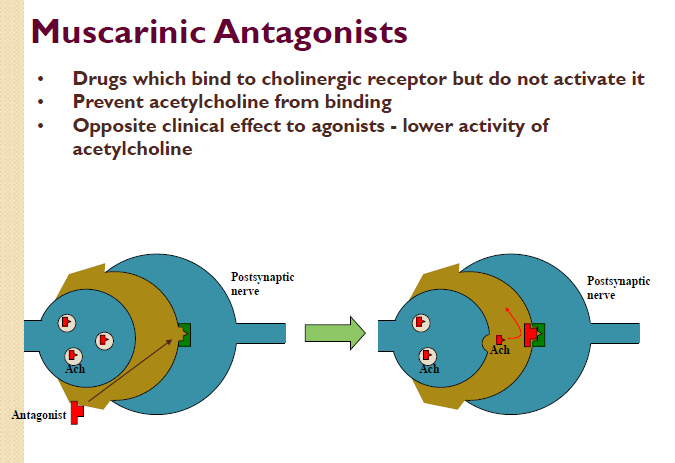 Muscarinic Antagonists
• Drugs which bind to cholinergic receptor but do not activate it
• Prevent acetylcholine from binding
• Opposite clinical effect to agonists - lower activity of
acetylcholine
Postsynaptic
nerve
Ach
Antagonist
Postsynaptic
nerve
Ach
Ach